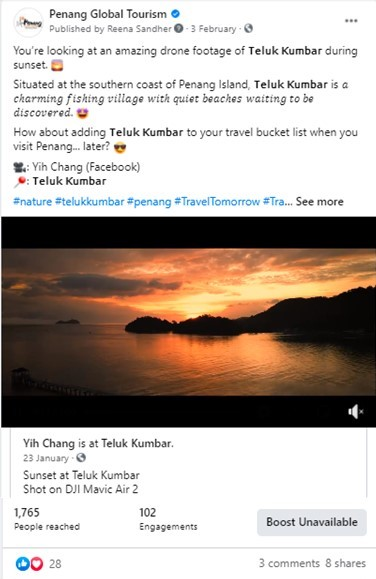 Penang Global Tourism
Published by Reena Sandher · 3 February ·
You're looking at an amazing drone footage of Teluk Kumbar during
sunset. 🌅
Situated at the southern coast of Penang Island, Teluk Kumbar is a
charming fishing village with quiet beaches waiting to be
discovered. 🤩
How about adding Teluk Kumbar to your travel bucket list when you
visit Penang... later? 😎
🎥: Yih Chang (Facebook)
📍: Teluk Kumbar
#nature #telukkumbar #penang #TravelTomorrow #Tra... See more
Yih Chang is at Teluk Kumbar.
23 January ·
Sunset at Teluk Kumbar
Shot on DJI Mavic Air 2
1,765 102
People reached Engagements Boost Unavailable
28 3 comments 8 shares